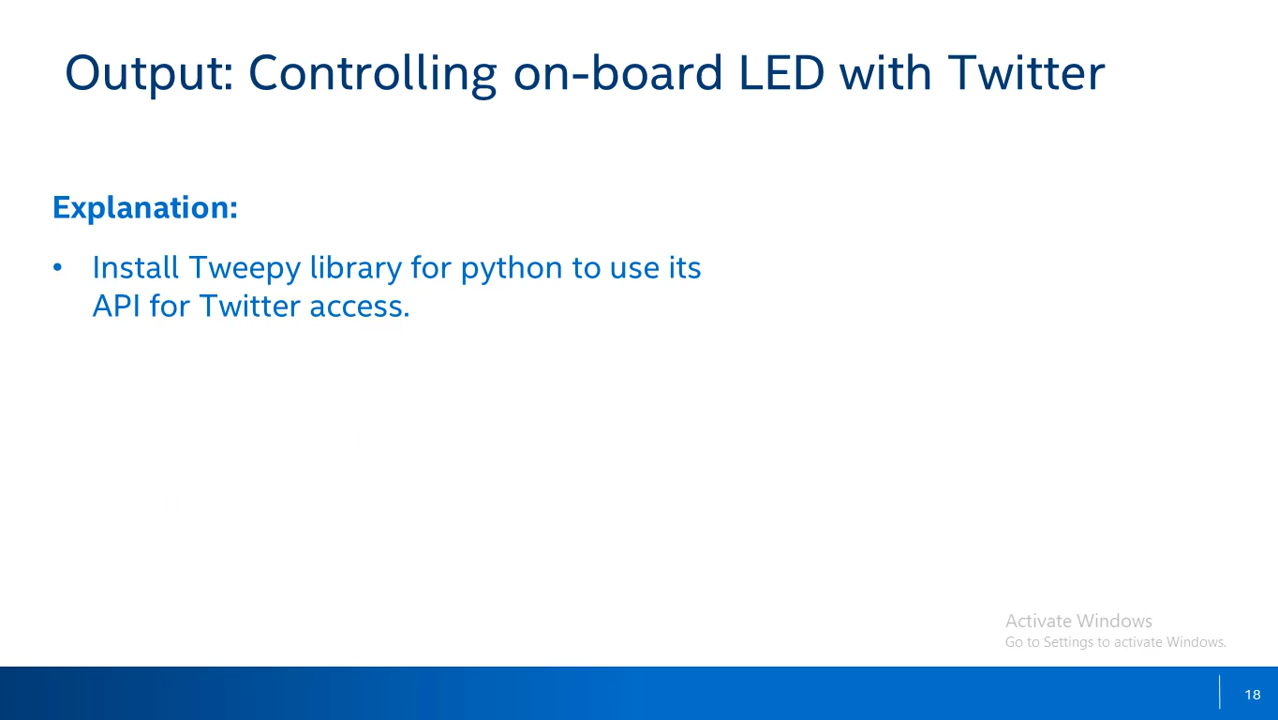 Output: Controlling on-board LED with Twitter
Explanation:
• Install Tweepy library for python to use its
API for Twitter access.
Activate Windows
Go to Settings to activate Windows.
18